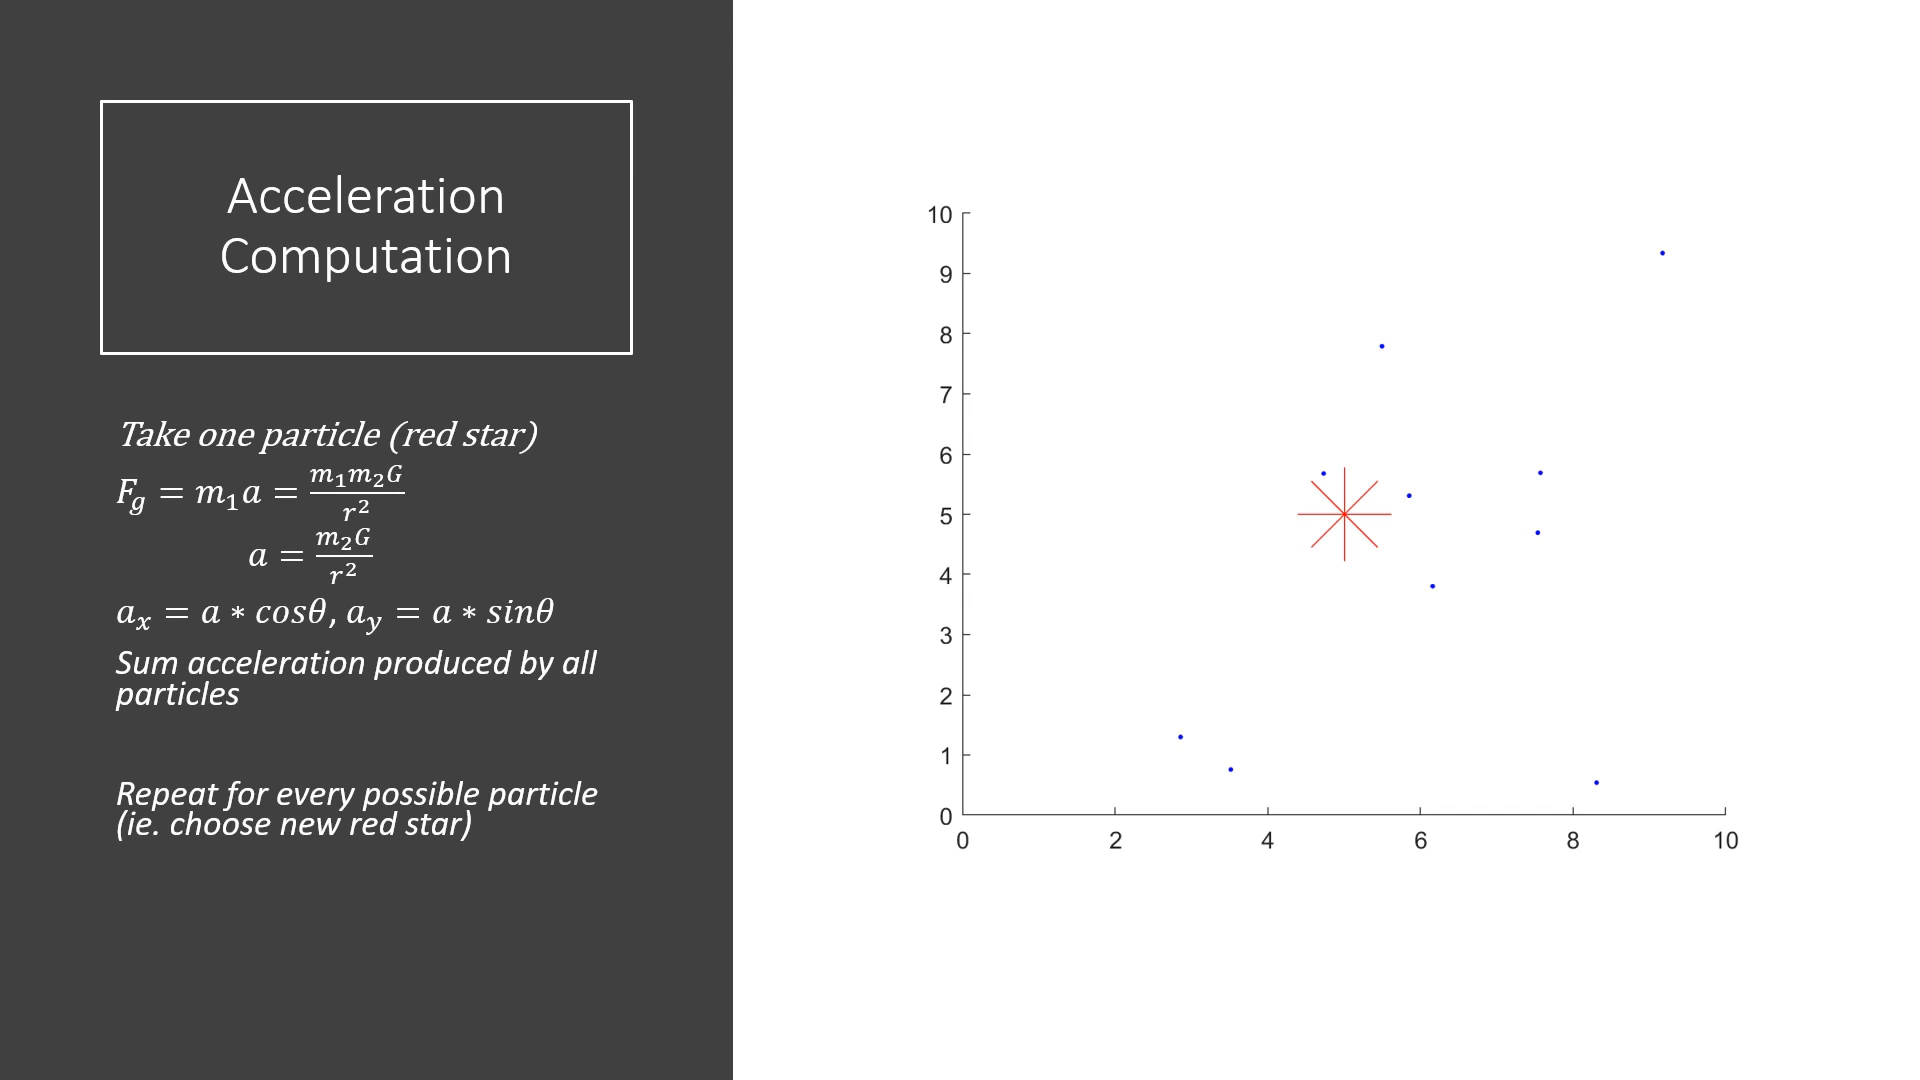 Acceleration
Computation
Take one particle (red star)
F_g = m_1a = \frac{m_1m_2G}{r^2}
a = \frac{m_2G}{r^2}
a_x = a * cosθ, a_y = a * sinθ
Sum acceleration produced by all
particles
Repeat for every possible particle
(ie. choose new red star)
10
9
8
7
6
5
4
3
2
1
0
0 2 4 6 8 10